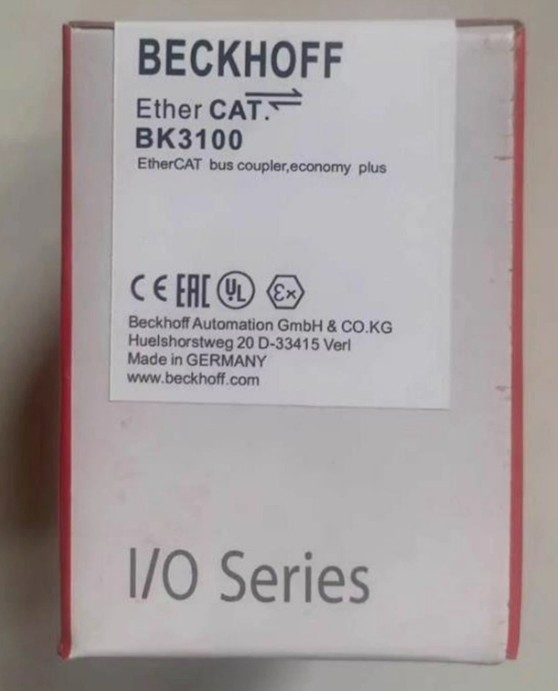 BECKHOFF
Ether CAT.
BK3100
EtherCAT bus coupler,economy plus
CE EAC UL Ex
Beckhoff Automation GmbH & CO.KG
Huelshorstweg 20 D-33415 Verl
Made in GERMANY
www.beckhoff.com
I/O Series